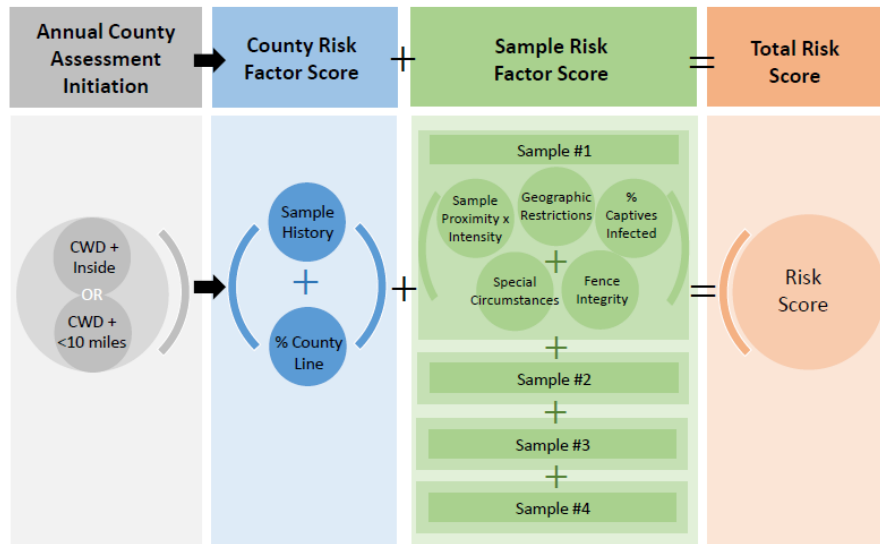 Annual County
Assessment
Initiation
County Risk
Factor Score
+
Sample Risk
Factor Score
=
Total Risk
Score
CWD +
Inside
OR
CWD +
<10 miles
Sample
History
+
% County
Line
+
Sample #1
Sample
Proximity x
Intensity
Geographic
Restrictions
%
Captives
Infected
+
Special
Circumstances
Fence
Integrity
+
Sample #2
+
Sample #3
+
Sample #4
=
Risk
Score